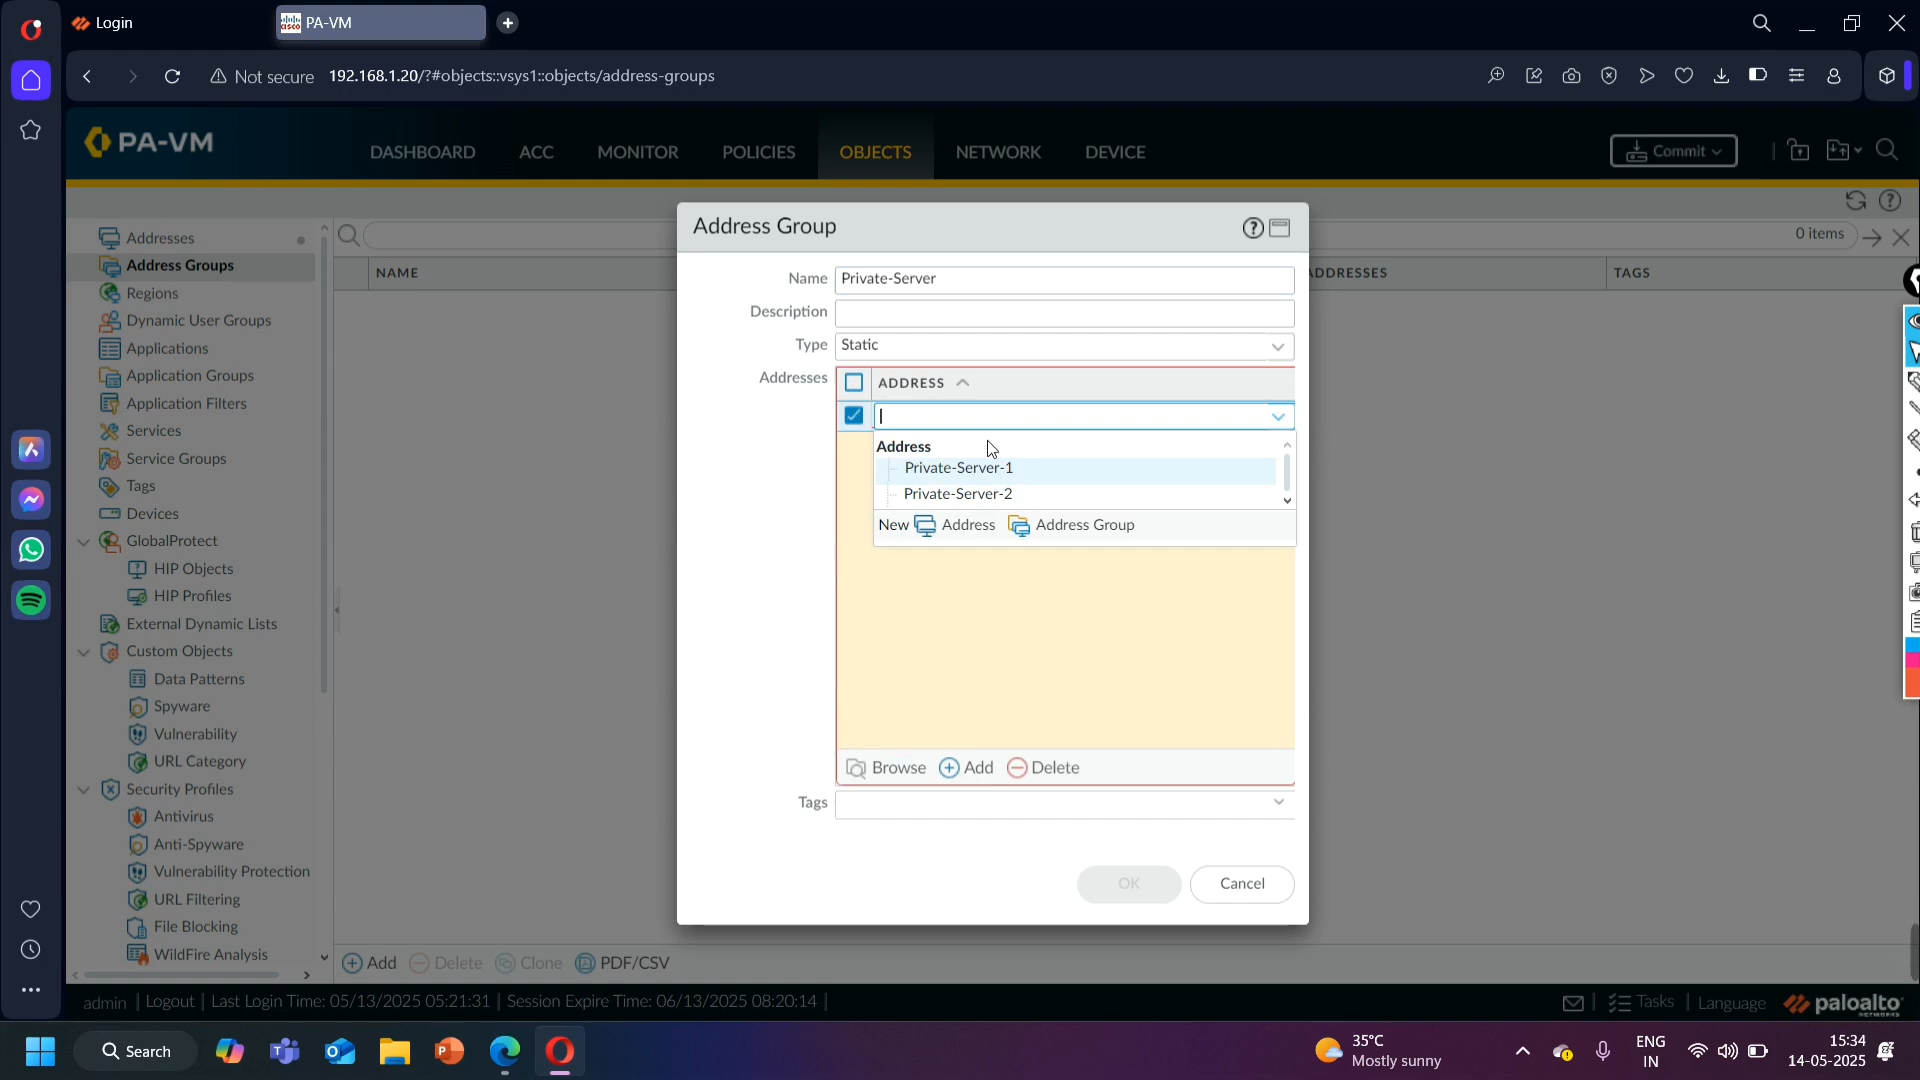 Login
PA-VM
Not secure 192.168.1.20/?#objects::vsys1::objects/address-groups
PA-VM
DASHBOARD ACC MONITOR POLICIES OBJECTS NETWORK DEVICE
Commit
Addresses
Address Groups
Regions
Dynamic User Groups
Applications
Application Groups
Application Filters
Services
Service Groups
Tags
Devices
GlobalProtect
HIP Objects
HIP Profiles
External Dynamic Lists
Custom Objects
Data Patterns
Spyware
Vulnerability
URL Category
Security Profiles
Antivirus
Anti-Spyware
Vulnerability Protection
URL Filtering
File Blocking
WildFire Analysis
0 items
NAME
DDRESSES
TAGS
Address Group
Name Private-Server
Description
Type Static
Addresses
ADDRESS
Address
Private-Server-1
Private-Server-2
New Address Address Group
Browse Add Delete
Tags
OK Cancel
Add Delete Clone PDF/CSV
admin | Logout | Last Login Time: 05/13/2025 05:21:31 | Session Expire Time: 06/13/2025 08:20:14 |
Tasks | Language paloalto
NETWORKS
Search
35°C
Mostly sunny
ENG
IN
15:34
14-05-2025